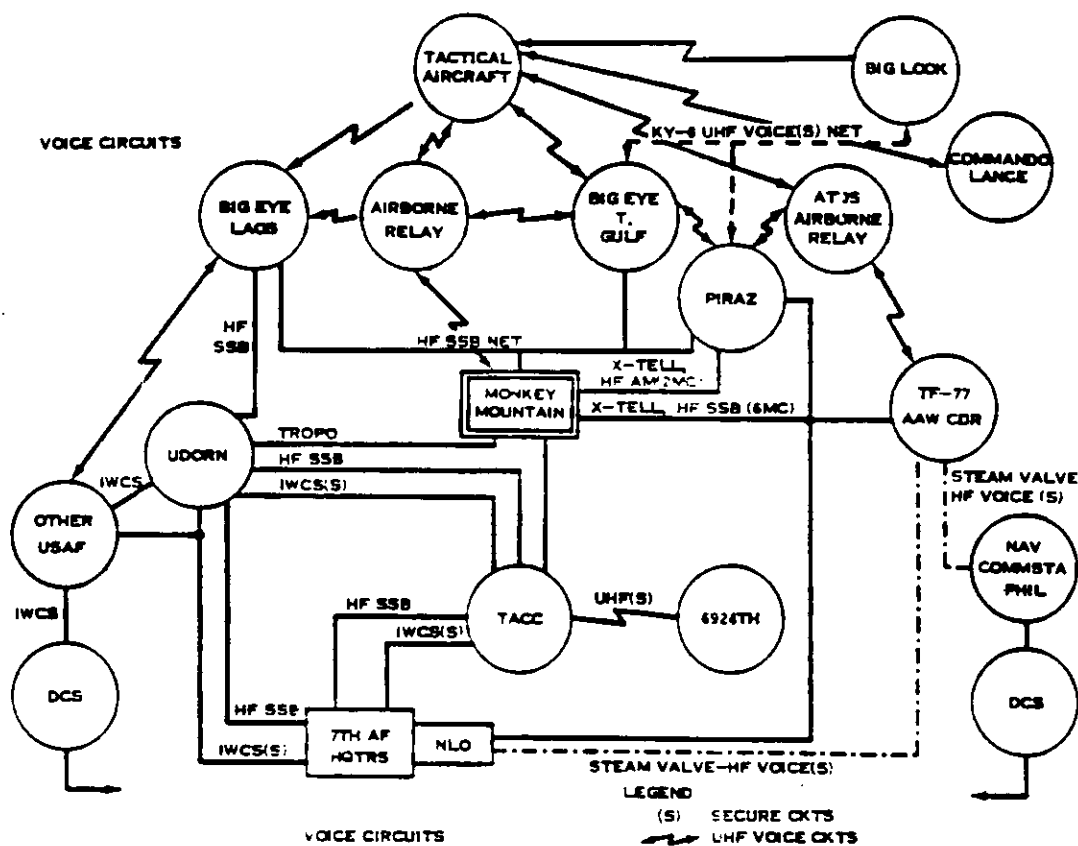 TACTICAL
AIRCRAFT
BIG LOOK
VOICE CIRCUITS
KY-8 UHF VOICE(S) NET
COMMANDO
LANCE
BIG EYE
LAOS
AIRBORNE
RELAY
BIG EYE
T.
GULF
AIRBORNE
RELAY
PIRAZ
HF
SSB
HF SSB NET
X-TELL,
HF AM(2MC)
MONKEY
MOUNTAIN
X-TELL, HF SSB (6MC)
TF-77
AAW CDR
TROPO
UDORN
HF SSB
IWCS
IWCS(S)
STEAM VALVE
HF VOICE (S)
OTHER
USAF
NAV
COMMSTA
PHIL
IWCS
HF SSB
TACC
UHF(S)
6924TH
IWCS(S)
DCS
DCS
HF SSB
7TH AF
HQTRS
NLO
IWCS(S)
STEAM VALVE-HF VOICE(S)
LEGEND
(S) SECURE CKTS
UHF VOICE CKTS
VOICE CIRCUITS